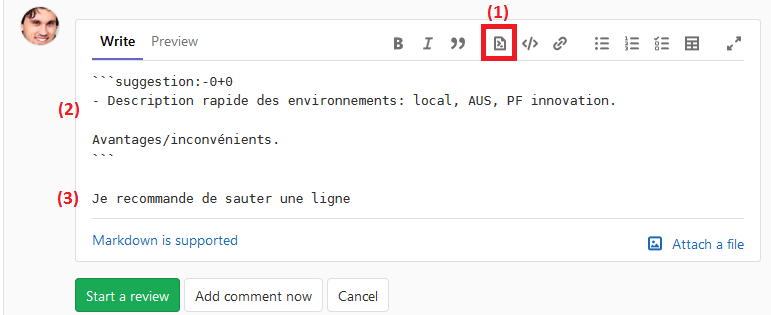 (1)
Write Preview
```suggestion:-0+0
(2) - Description rapide des environnements: local, AUS, PF innovation.
Avantages/inconvénients.
```
(3) Je recommande de sauter une ligne
Markdown is supported
Attach a file
Start a review Add comment now Cancel